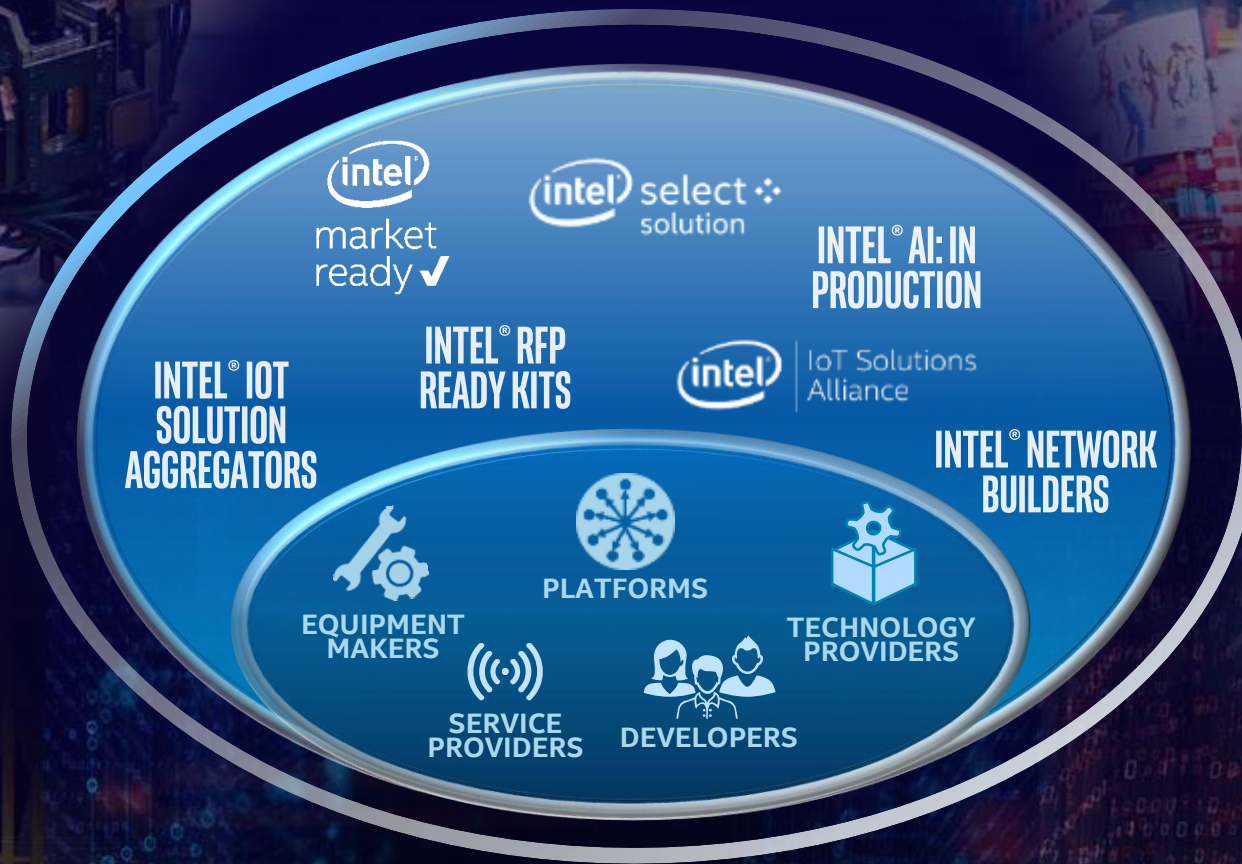 intel®
market
ready ✓
intel® select
solution
INTEL® AI: IN
PRODUCTION
INTEL® RFP
READY KITS
intel® IoT Solutions
Alliance
INTEL® IOT
SOLUTION
AGGREGATORS
INTEL® NETWORK
BUILDERS
PLATFORMS
EQUIPMENT
MAKERS
TECHNOLOGY
PROVIDERS
SERVICE
PROVIDERS
DEVELOPERS